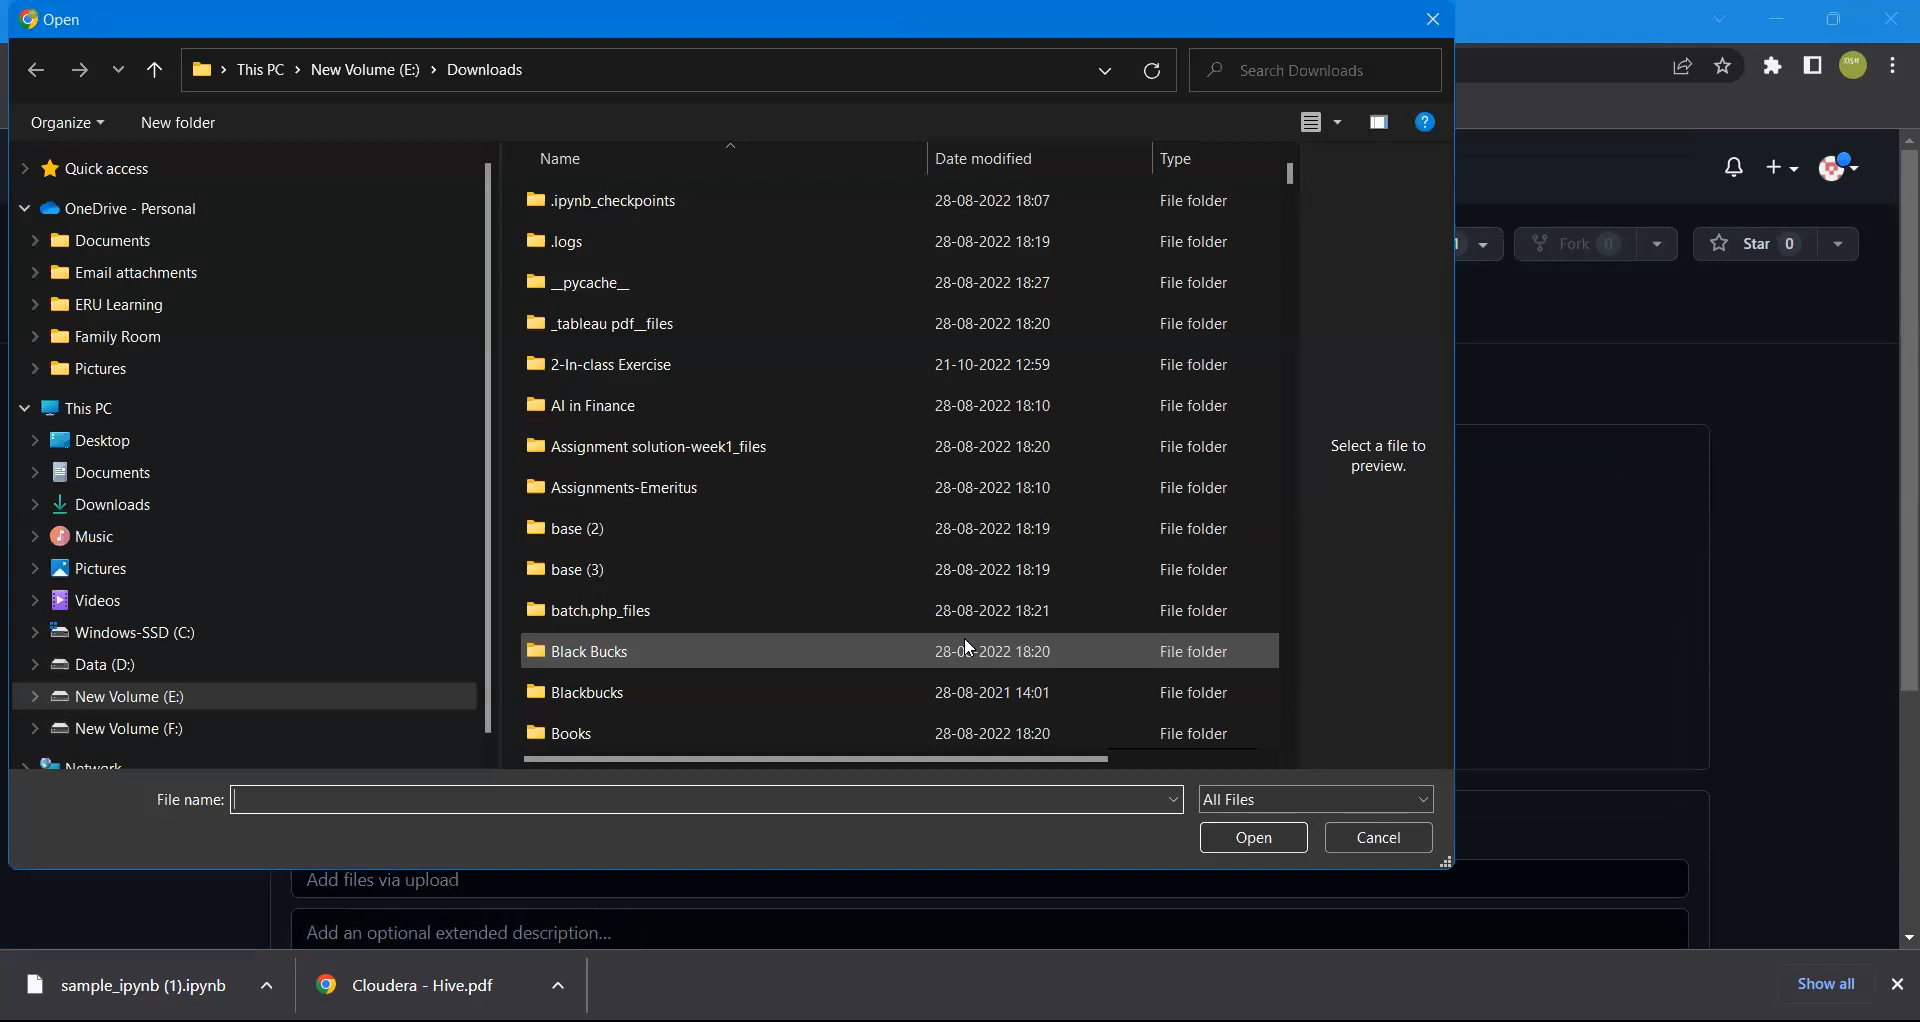 Open
This PC > New Volume (E:) > Downloads
Search Downloads
Organize
New folder
Quick access
OneDrive - Personal
Documents
Email attachments
ERU Learning
Family Room
Pictures
This PC
Desktop
Documents
Downloads
Music
Pictures
Videos
Windows-SSD (C:)
Data (D:)
New Volume (E:)
New Volume (F:)
Network
Name Date modified Type
.ipynb_checkpoints 28-08-2022 18:07 File folder
.logs 28-08-2022 18:19 File folder
__pycache__ 28-08-2022 18:27 File folder
_tableau pdf_files 28-08-2022 18:20 File folder
2-In-class Exercise 21-10-2022 12:59 File folder
AI in Finance 28-08-2022 18:10 File folder
Assignment solution-week1_files 28-08-2022 18:20 File folder
Assignments-Emeritus 28-08-2022 18:10 File folder
base (2) 28-08-2022 18:19 File folder
base (3) 28-08-2022 18:19 File folder
batch.php_files 28-08-2022 18:21 File folder
Black Bucks 28-08-2022 18:20 File folder
Blackbucks 28-08-2021 14:01 File folder
Books 28-08-2022 18:20 File folder
Select a file to
preview.
File name:
All Files
Open
Cancel
1
Fork 0
Star 0
Add files via upload
Add an optional extended description...
sample_ipynb (1).ipynb
Cloudera - Hive.pdf
Show all